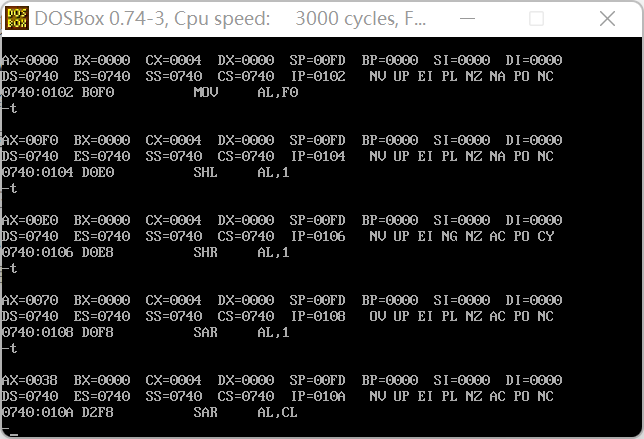 DOS
BOX
DOSBox 0.74-3, Cpu speed: 3000 cycles, F...
AX=0000 BX=0000 CX=0004 DX=0000 SP=00FD BP=0000 SI=0000 DI=0000
DS=0740 ES=0740 SS=0740 CS=0740 IP=0102 NV UP EI PL NZ NA PO NC
0740:0102 B0F0 MOV AL,F0
-t
AX=00F0 BX=0000 CX=0004 DX=0000 SP=00FD BP=0000 SI=0000 DI=0000
DS=0740 ES=0740 SS=0740 CS=0740 IP=0104 NV UP EI PL NZ NA PO NC
0740:0104 D0E0 SHL AL,1
-t
AX=00E0 BX=0000 CX=0004 DX=0000 SP=00FD BP=0000 SI=0000 DI=0000
DS=0740 ES=0740 SS=0740 CS=0740 IP=0106 NV UP EI NG NZ AC PO CY
0740:0106 D0E8 SHR AL,1
-t
AX=0070 BX=0000 CX=0004 DX=0000 SP=00FD BP=0000 SI=0000 DI=0000
DS=0740 ES=0740 SS=0740 CS=0740 IP=0108 OV UP EI PL NZ AC PO NC
0740:0108 D0F8 SAR AL,1
-t
AX=0038 BX=0000 CX=0004 DX=0000 SP=00FD BP=0000 SI=0000 DI=0000
DS=0740 ES=0740 SS=0740 CS=0740 IP=010A NV UP EI PL NZ AC PO NC
0740:010A D2F8 SAR AL,CL
-_